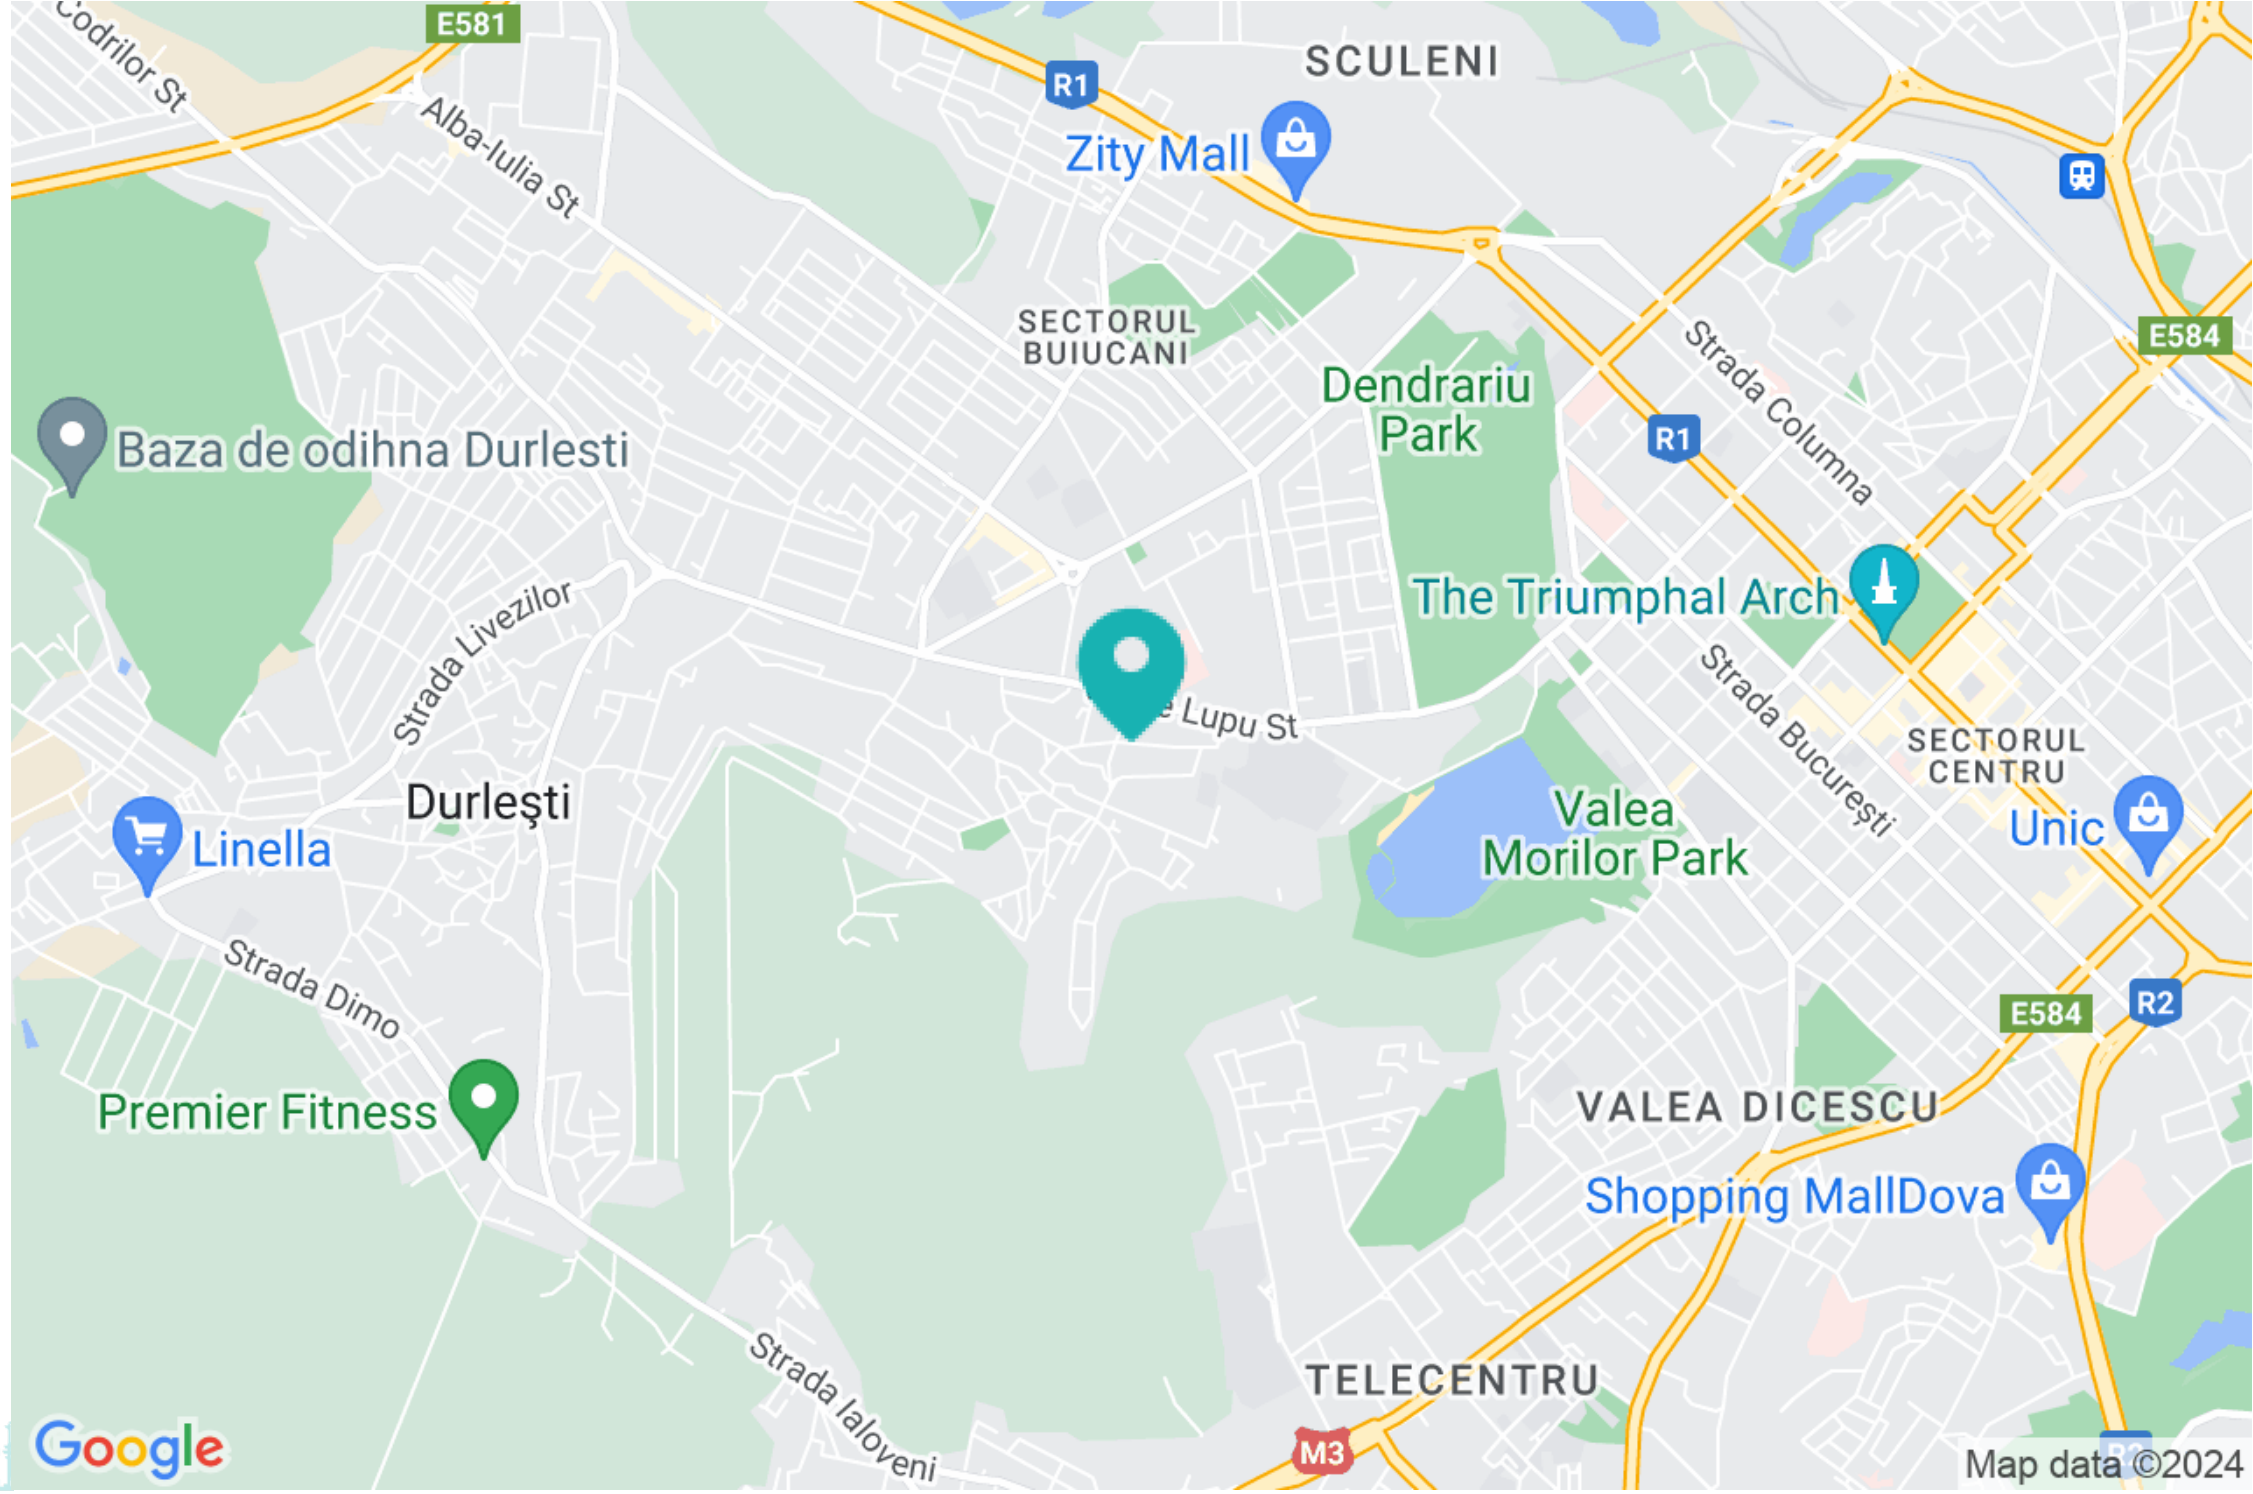 Codrilor St
E581
Alba-Iulia St
SCULENI
R1
Zity Mall
SECTORUL
BUIUCANI
E584
Strada Columna
Dendrariu
Park
R1
Baza de odihna Durlesti
The Triumphal Arch
Strada Livezilor
Lupu St
Strada București
SECTORUL
CENTRU
Durleşti
Valea
Morilor Park
Unic
Linella
Strada Dimo
E584
R2
Premier Fitness
VALEA DICESCU
Shopping MallDova
Strada Ialoveni
TELECENTRU
M3
R2
Google
Map data ©2024